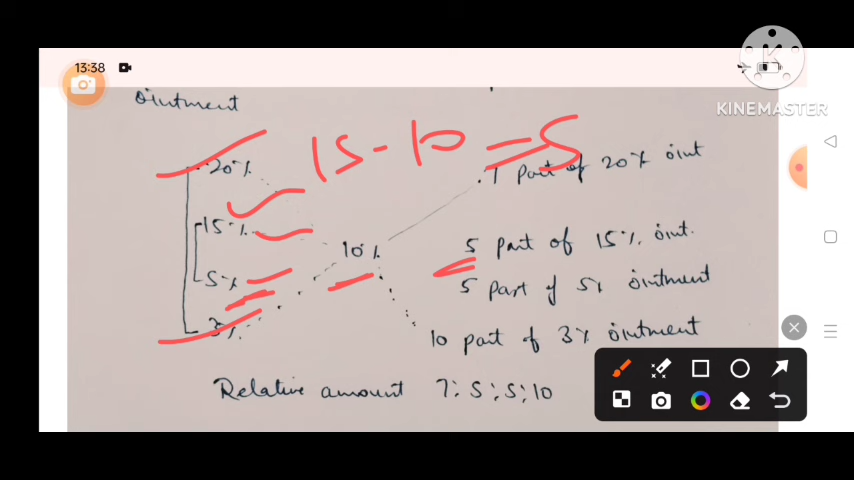 13:38
KINEMASTER
ointment
20%
15 - 10 = 5
7 part of 20% oint
15%
10%
5 part of 15% oint.
5%
5 part of 5% ointment
3%
10 part of 3% ointment
Relative amount 7:5:5:10